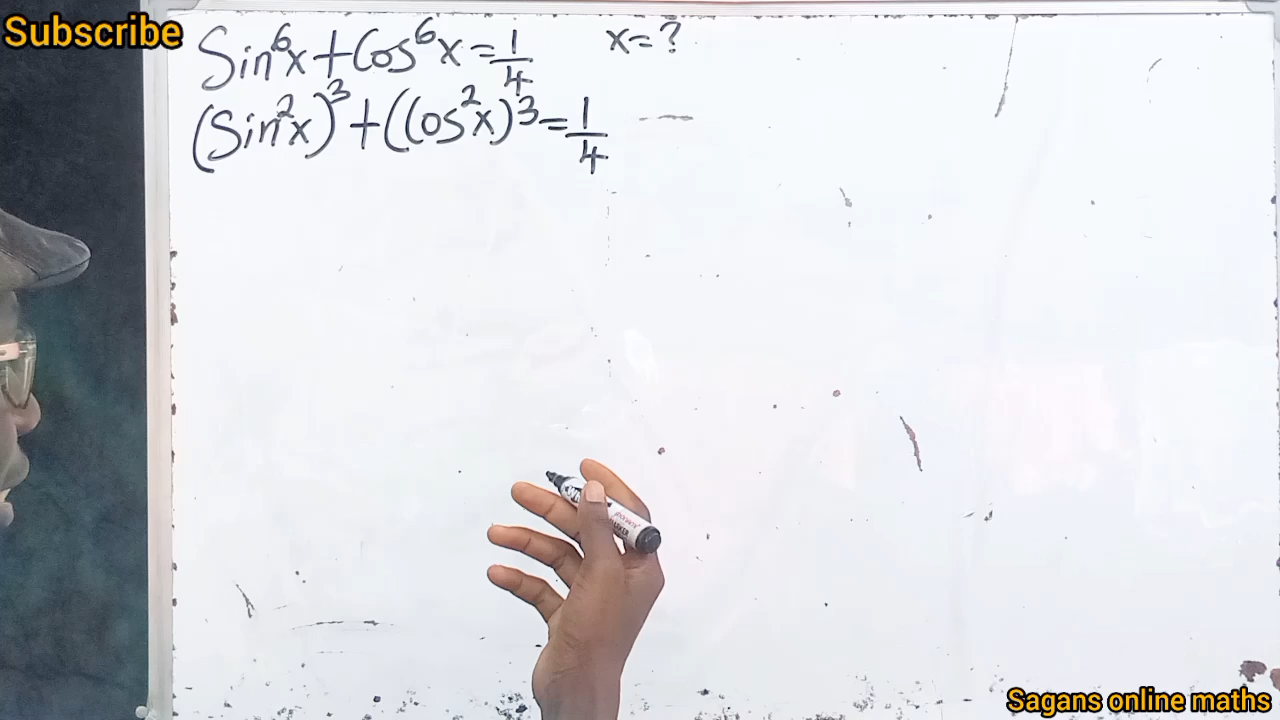 Subscribe
Sin⁶x + Cos⁶x = 1/4 x = ?
(Sin²x)³ + (Cos²x)³ = 1/4
Sagans online maths